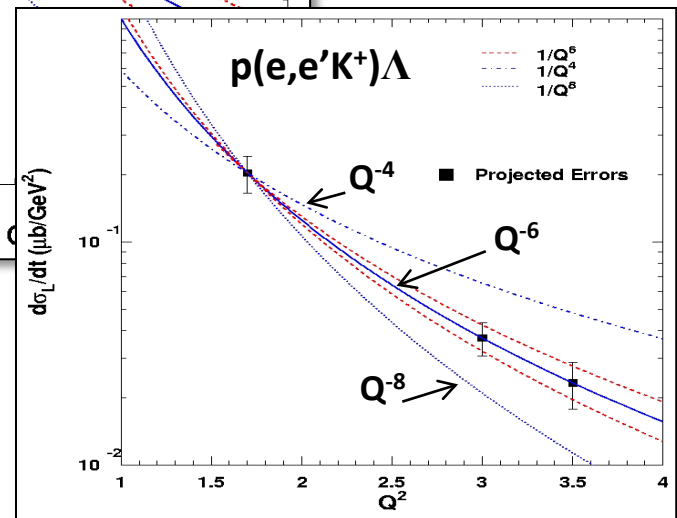 p(e,e'K⁺)Λ
1/Q⁶
1/Q⁴
1/Q⁸
Q⁻⁴
Projected Errors
Q⁻⁶
Q⁻⁸
dσL/dt (μb/GeV²)
10⁻¹
10⁻²
1 1.5 2 2.5 3 3.5 4
Q²